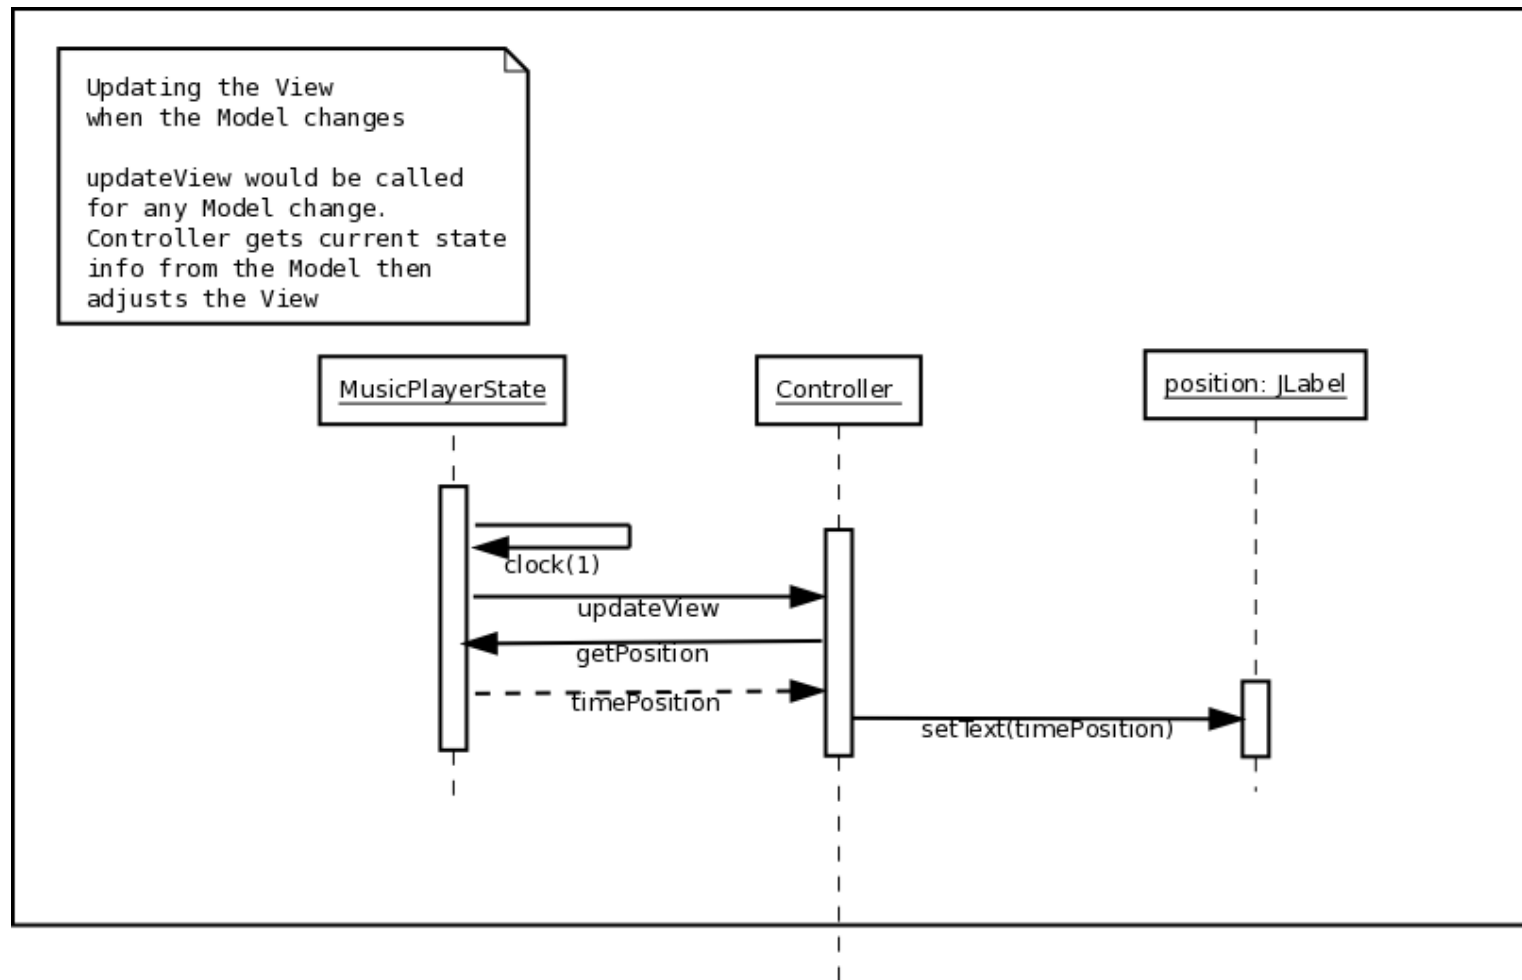 Updating the View
when the Model changes
updateView would be called
for any Model change.
Controller gets current state
info from the Model then
adjusts the View
MusicPlayerState
Controller
position: JLabel
clock(1)
updateView
getPosition
timePosition
setText(timePosition)